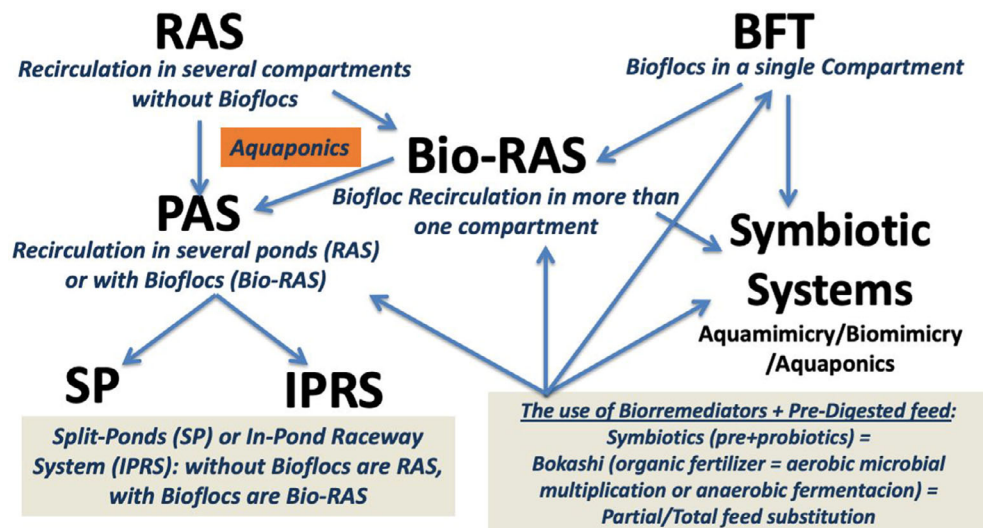 RAS
Recirculation in several compartments
without Bioflocs
BFT
Bioflocs in a single Compartment
Aquaponics
Bio-RAS
Biofloc Recirculation in more than
one compartment
PAS
Recirculation in several ponds (RAS)
or with Bioflocs (Bio-RAS)
Symbiotic
Systems
Aquamimicry/Biomimicry
/Aquaponics
SP
IPRS
Split-Ponds (SP) or In-Pond Raceway
System (IPRS): without Bioflocs are RAS,
with Bioflocs are Bio-RAS
The use of Biorremediators + Pre-Digested feed:
Symbiotics (pre+probiotics) =
Bokashi (organic fertilizer = aerobic microbial
multiplication or anaerobic fermentacion) =
Partial/Total feed substitution